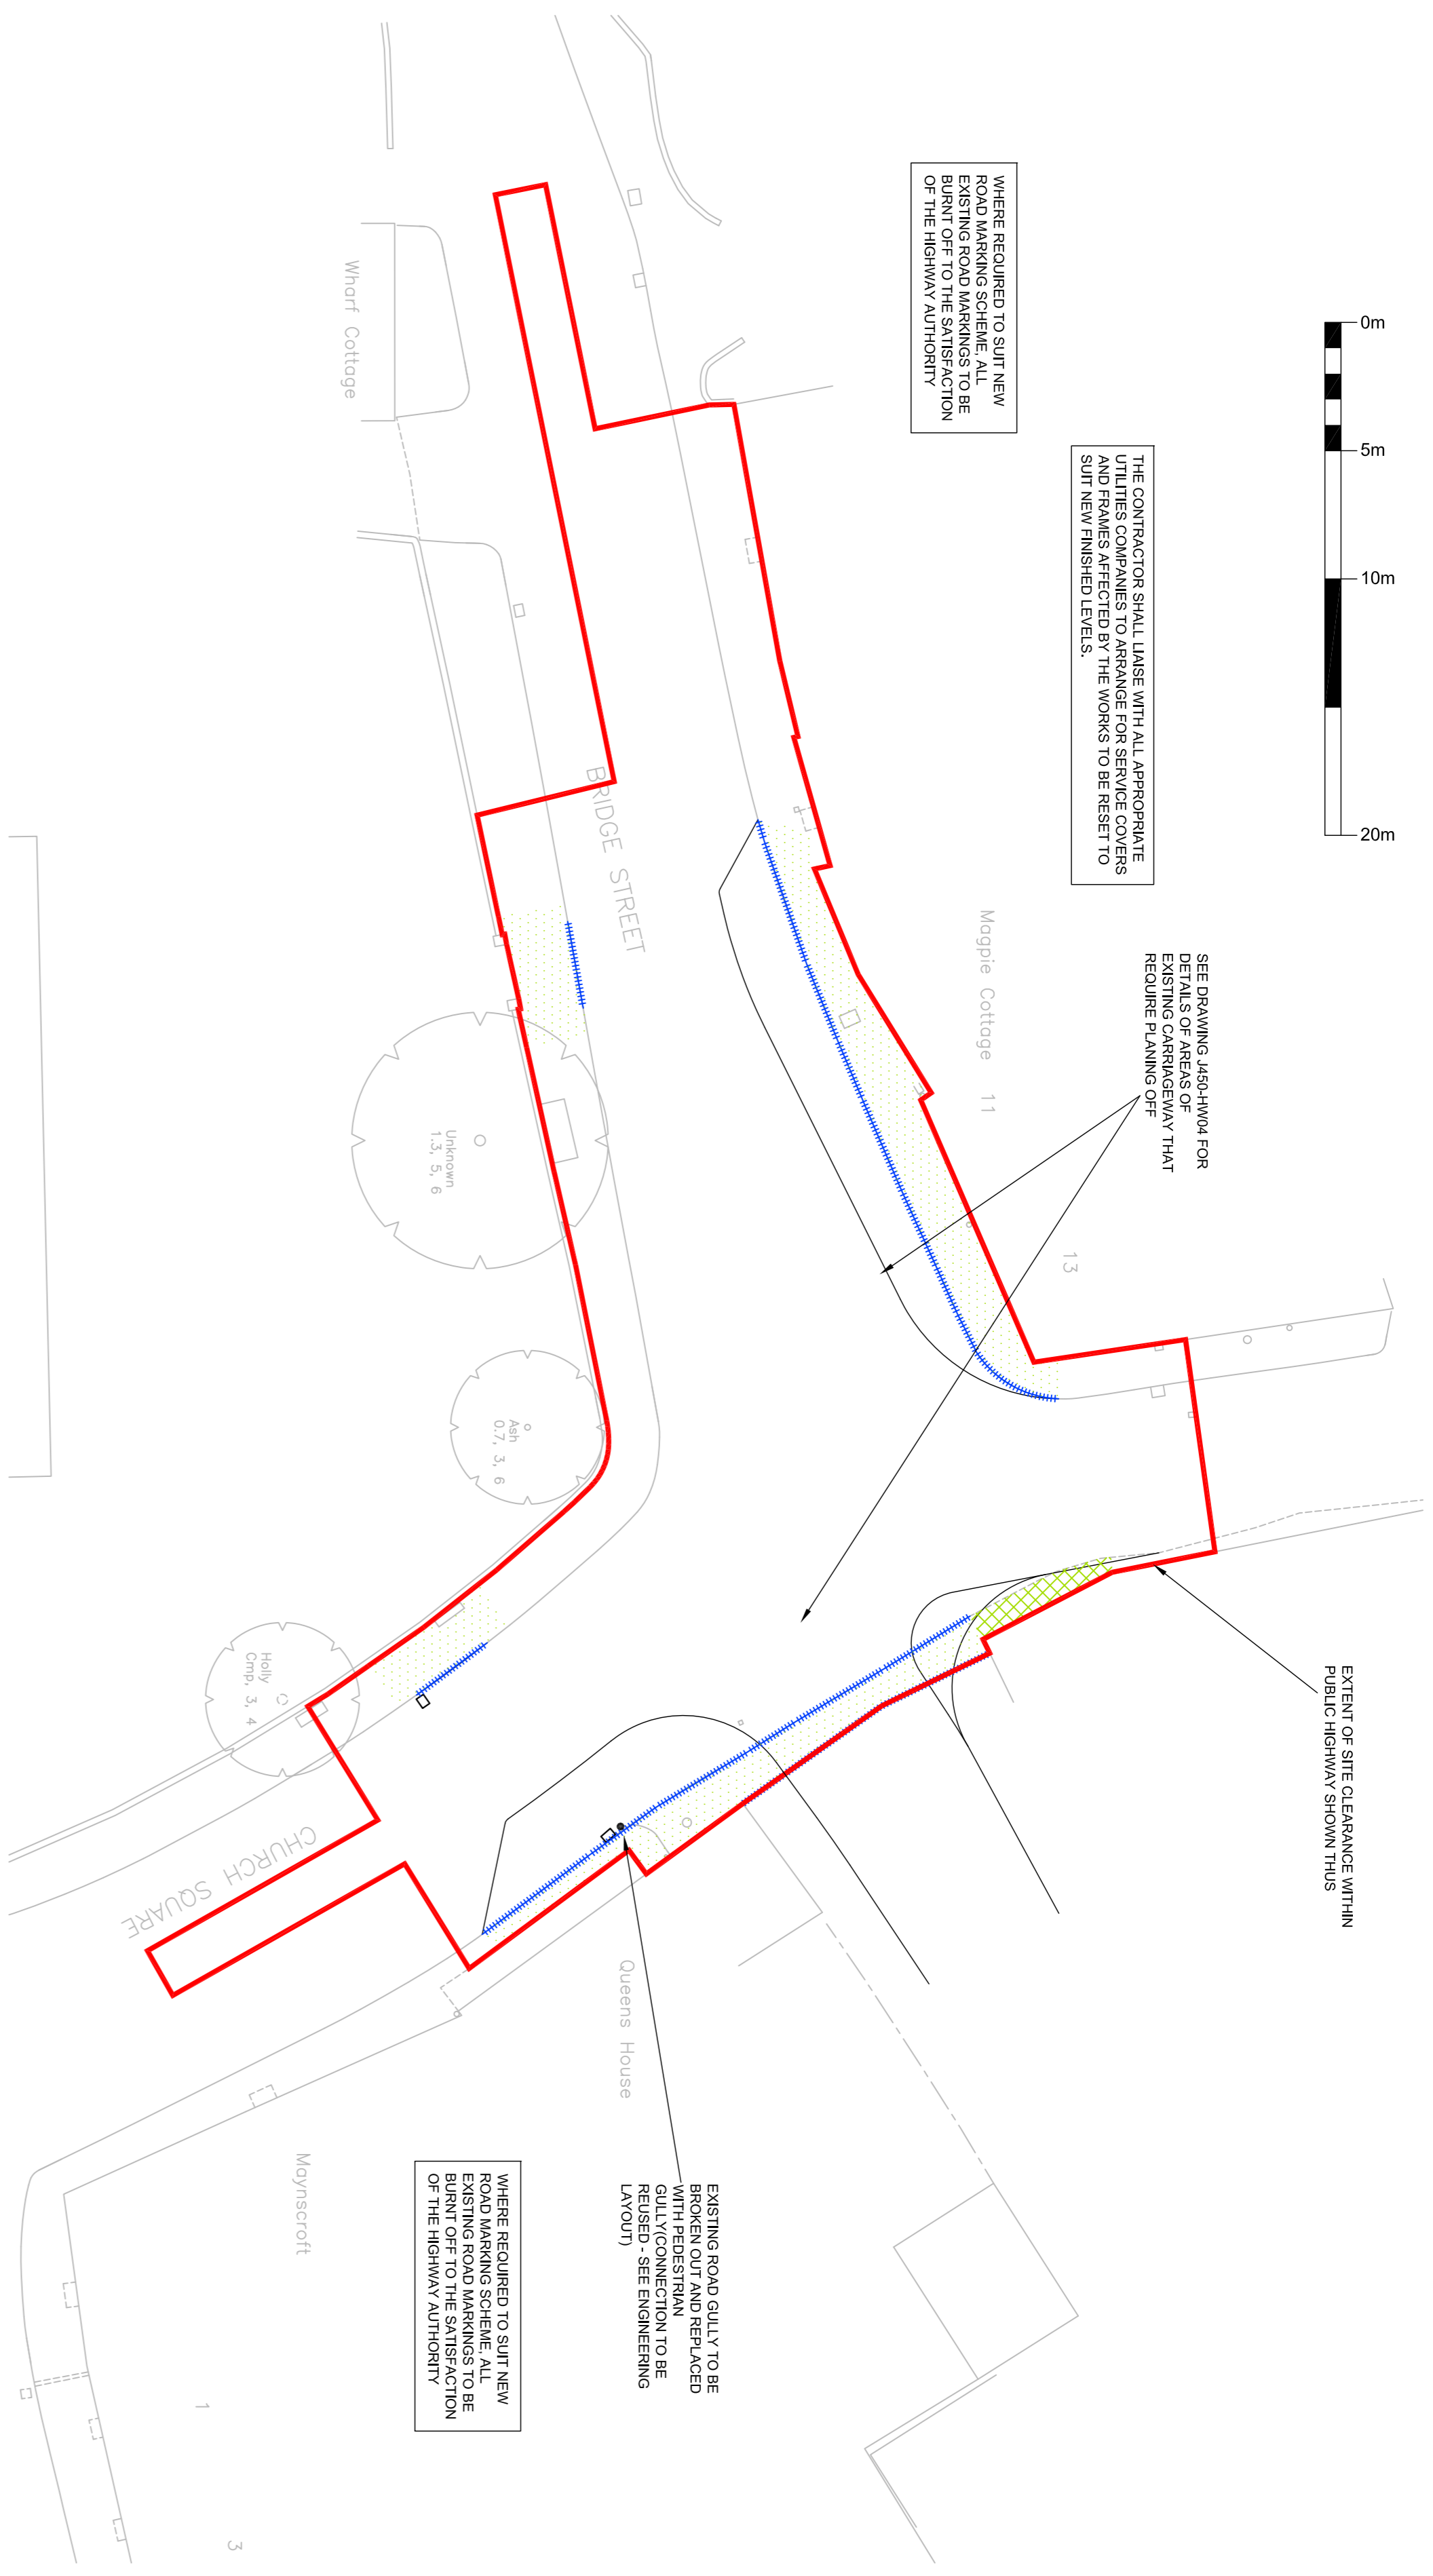 0m
5m
10m
20m
EXTENT OF SITE CLEARANCE WITHIN
PUBLIC HIGHWAY SHOWN THUS
SEE DRAWING J450-HW04 FOR
DETAILS OF AREAS OF
EXISTING CARRIAGEWAY THAT
REQUIRE PLANING OFF
THE CONTRACTOR SHALL LIAISE WITH ALL APPROPRIATE
UTILITIES COMPANIES TO ARRANGE FOR SERVICE COVERS
AND FRAMES AFFECTED BY THE WORKS TO BE RESET TO
SUIT NEW FINISHED LEVELS.
WHERE REQUIRED TO SUIT NEW
ROAD MARKING SCHEME, ALL
EXISTING ROAD MARKINGS TO BE
BURNT OFF TO THE SATISFACTION
OF THE HIGHWAY AUTHORITY
13
Magpie Cottage 11
BRIDGE STREET
Wharf Cottage
Unknown
1.3, 5, 6
Ash
0.7, 3, 6
Holly
Cmp, 3, 4
CHURCH SQUARE
Queens House
EXISTING ROAD GULLY TO BE
BROKEN OUT AND REPLACED
WITH PEDESTRIAN
GULLY(CONNECTION TO BE
REUSED - SEE ENGINEERING
LAYOUT)
WHERE REQUIRED TO SUIT NEW
ROAD MARKING SCHEME, ALL
EXISTING ROAD MARKINGS TO BE
BURNT OFF TO THE SATISFACTION
OF THE HIGHWAY AUTHORITY
Maynscroft
1
3